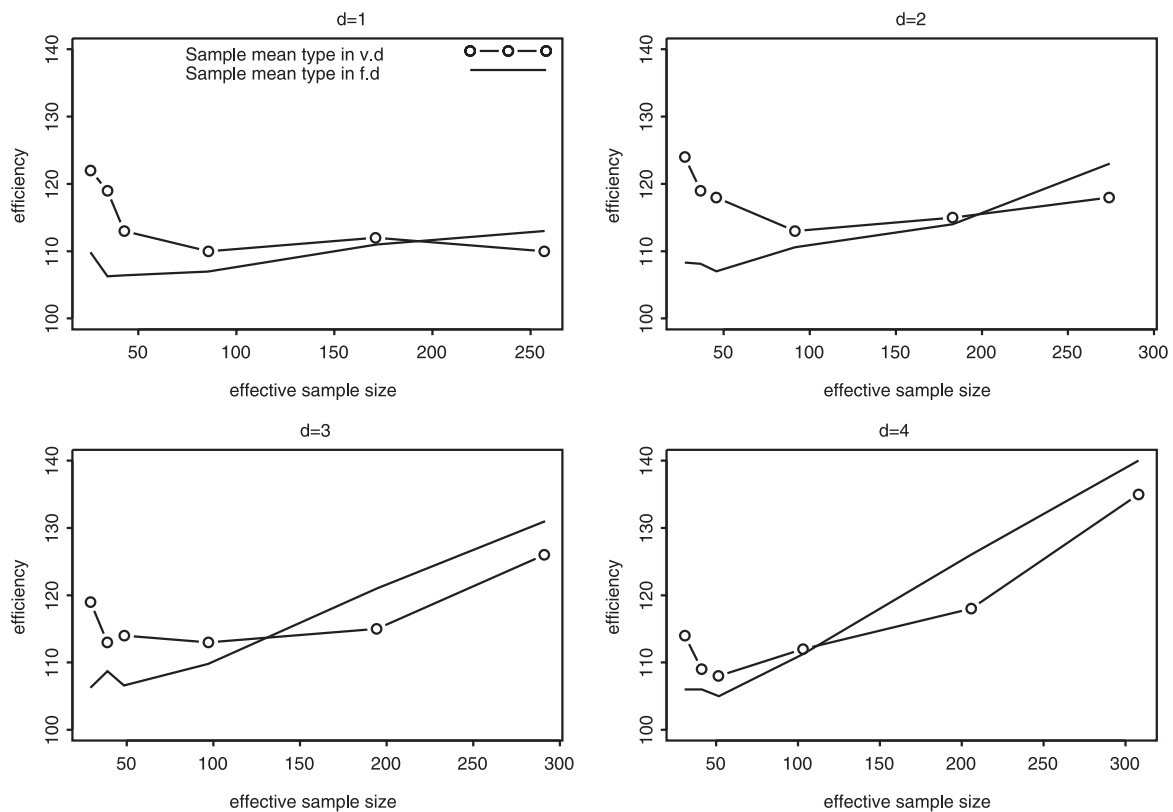 d=1
Sample mean type in v.d
Sample mean type in f.d
efficiency
140
130
120
110
100
50 100 150 200 250
effective sample size
d=2
efficiency
140
130
120
110
100
50 100 150 200 250 300
effective sample size
d=3
efficiency
140
130
120
110
100
50 100 150 200 250 300
effective sample size
d=4
efficiency
140
130
120
110
100
50 100 150 200 250 300
effective sample size